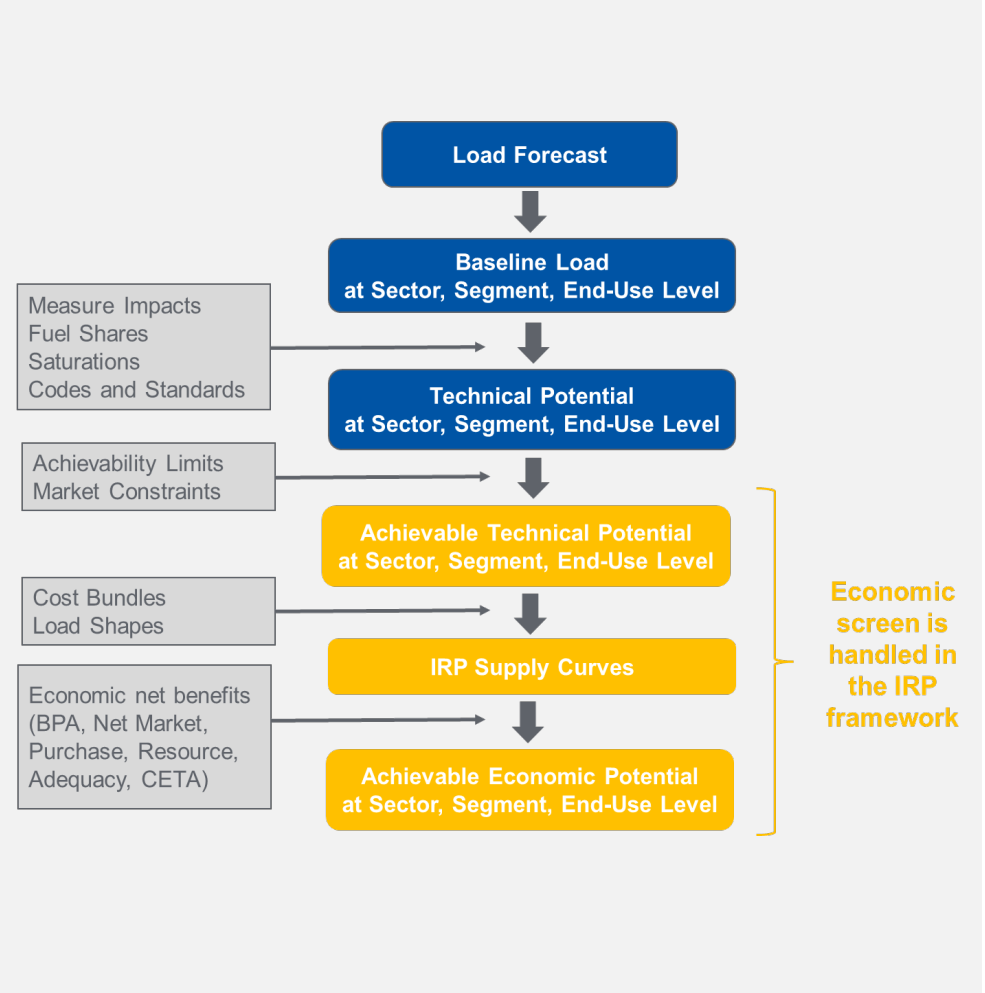 Load Forecast
Baseline Load
at Sector, Segment, End-Use Level
Measure Impacts
Fuel Shares
Saturations
Codes and Standards
Technical Potential
at Sector, Segment, End-Use Level
Achievability Limits
Market Constraints
Achievable Technical Potential
at Sector, Segment, End-Use Level
Cost Bundles
Load Shapes
IRP Supply Curves
Economic net benefits
(BPA, Net Market,
Purchase, Resource,
Adequacy, CETA)
Achievable Economic Potential
at Sector, Segment, End-Use Level
Economic
screen is
handled in
the IRP
framework